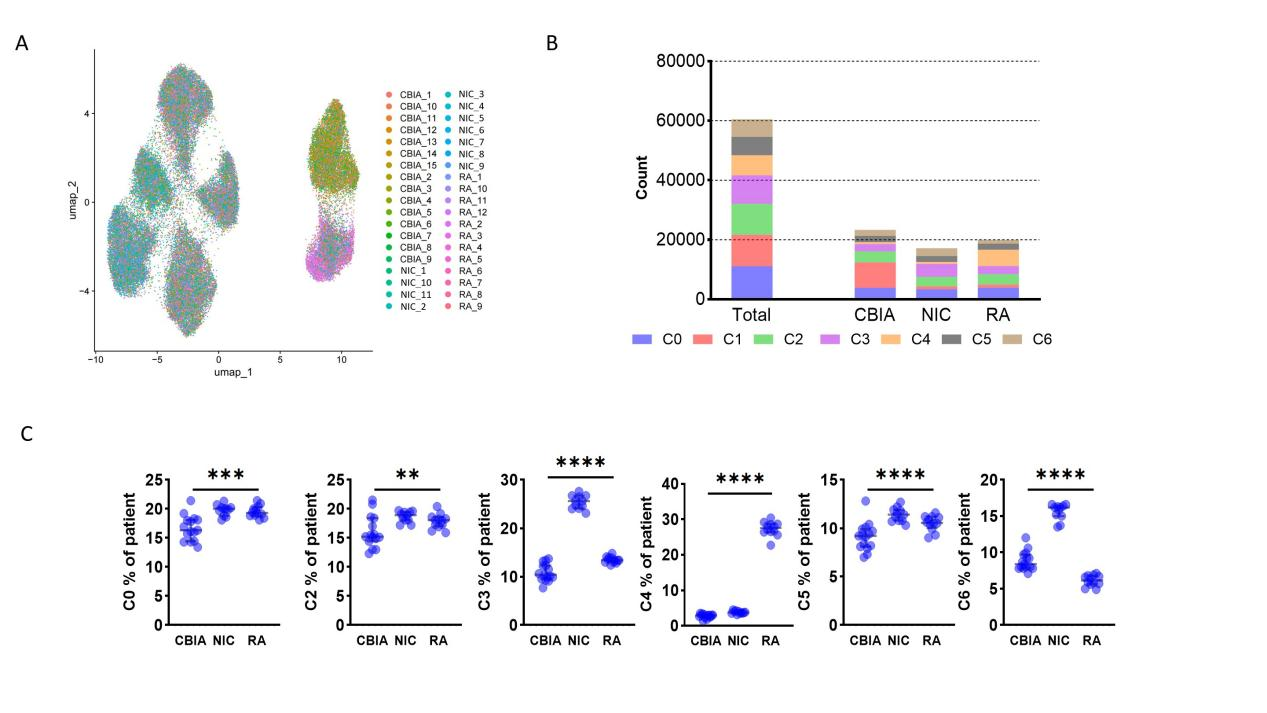 A
umap_2
4
0
−4
−10
−5
0
5
10
umap_1
CBIA_1
CBIA_10
CBIA_11
CBIA_12
CBIA_13
CBIA_14
CBIA_15
CBIA_2
CBIA_3
CBIA_4
CBIA_5
CBIA_6
CBIA_7
CBIA_8
CBIA_9
NIC_1
NIC_10
NIC_11
NIC_2
NIC_3
NIC_4
NIC_5
NIC_6
NIC_7
NIC_8
NIC_9
RA_1
RA_10
RA_11
RA_12
RA_2
RA_3
RA_4
RA_5
RA_6
RA_7
RA_8
RA_9
B
Count
80000
60000
40000
20000
0
Total CBIA NIC RA
C0 C1 C2 C3 C4 C5 C6
C
C0 % of patient
25
20
15
10
5
0
***
CBIA NIC RA
C2 % of patient
25
20
15
10
5
0
**
CBIA NIC RA
C3 % of patient
30
20
10
0
****
CBIA NIC RA
C4 % of patient
40
30
20
10
0
****
CBIA NIC RA
C5 % of patient
15
10
5
0
****
CBIA NIC RA
C6 % of patient
20
15
10
5
0
****
CBIA NIC RA